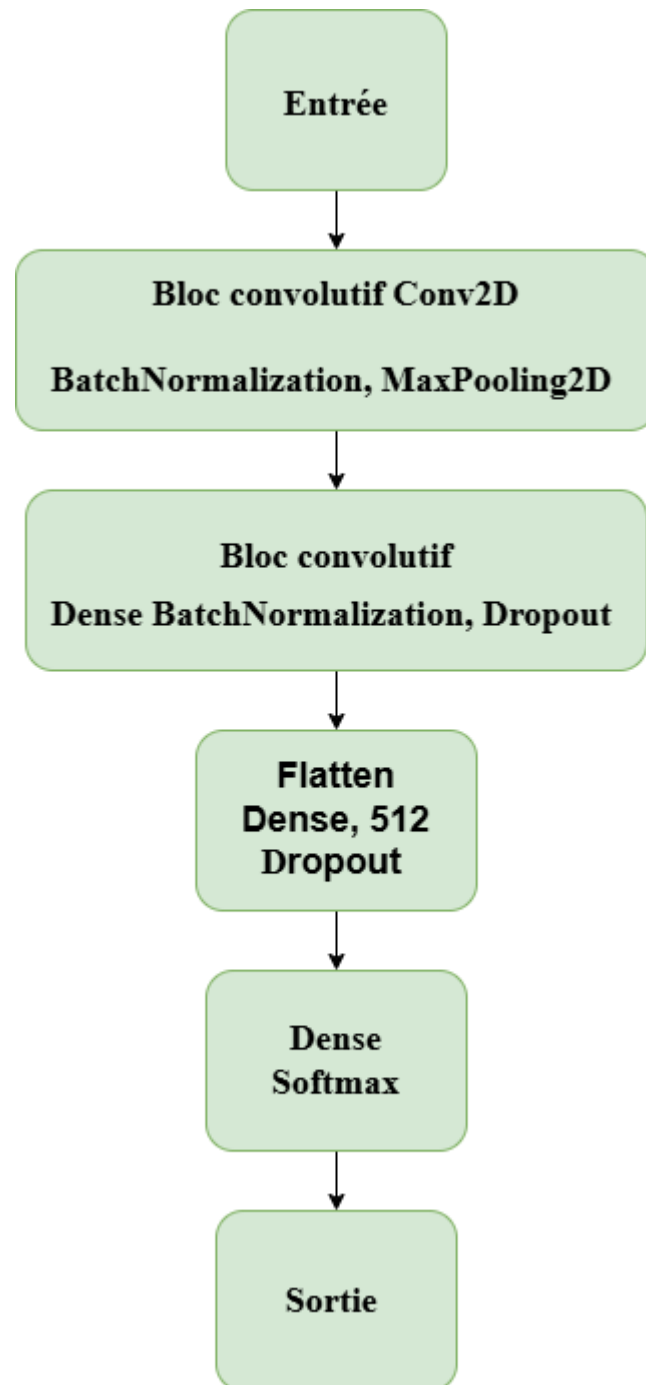 Entrée
Bloc convolutif Conv2D
BatchNormalization, MaxPooling2D
Bloc convolutif
Dense BatchNormalization, Dropout
Flatten
Dense, 512
Dropout
Dense
Softmax
Sortie